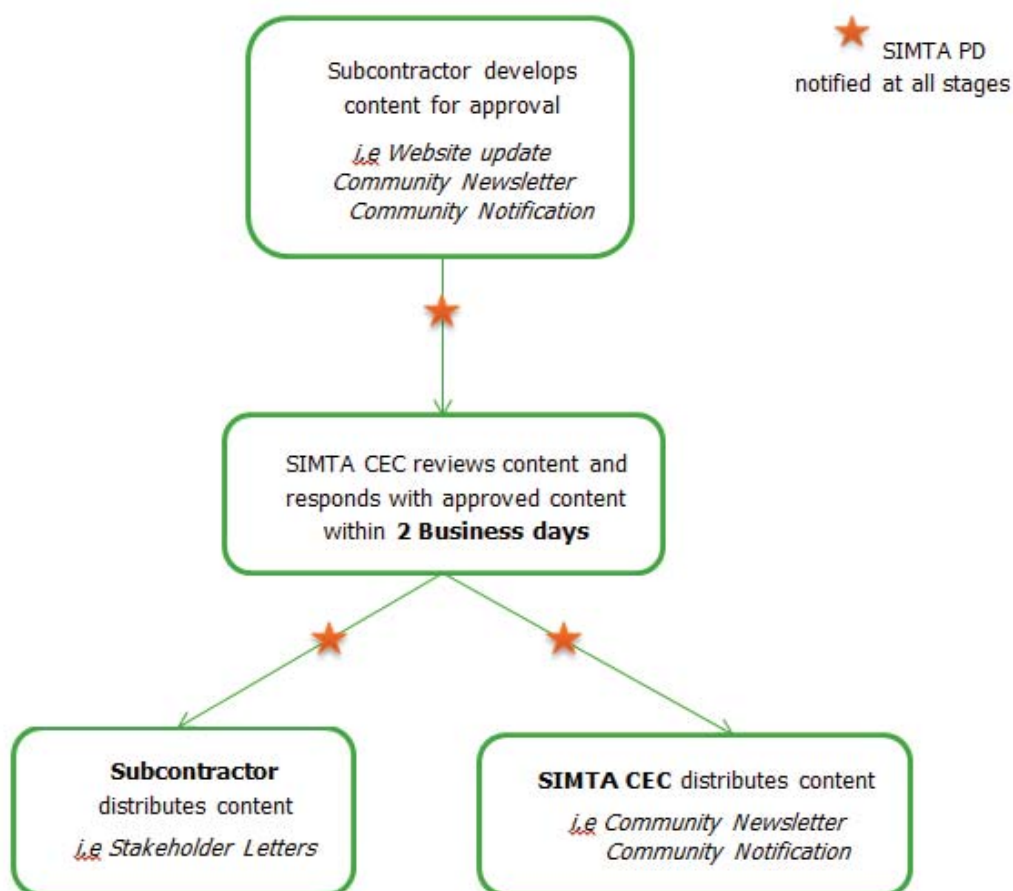 Subcontractor develops
content for approval
i,e Website update
Community Newsletter
Community Notification
SIMTA PD
notified at all stages
SIMTA CEC reviews content and
responds with approved content
within 2 Business days
Subcontractor
distributes content
i,e Stakeholder Letters
SIMTA CEC distributes content
i,e Community Newsletter
Community Notification